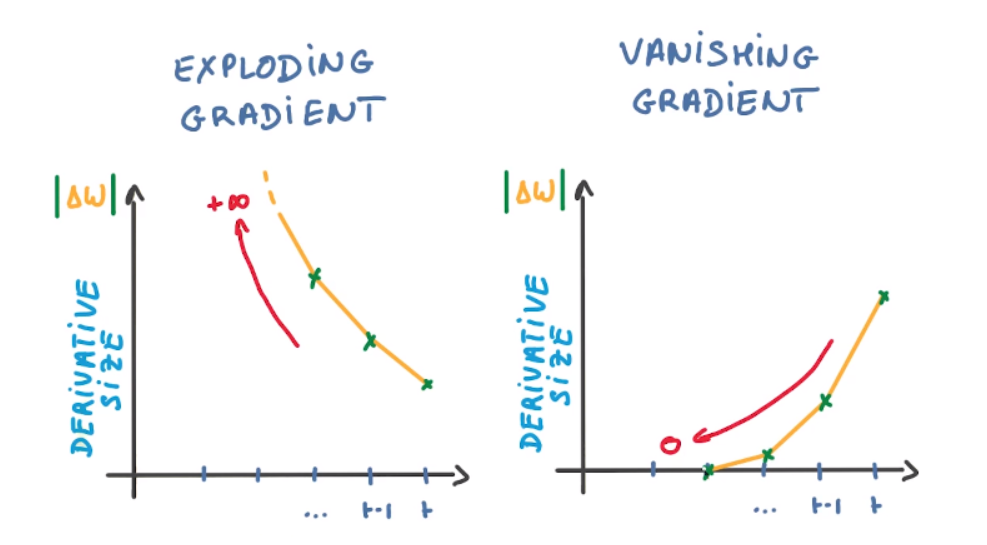 EXPLODING
GRADIENT
|ΔW|
+∞
DERIVATIVE
SIZE
... t-1 t
VANISHING
GRADIENT
|ΔW|
0
DERIVATIVE
SIZE
... t-1 t